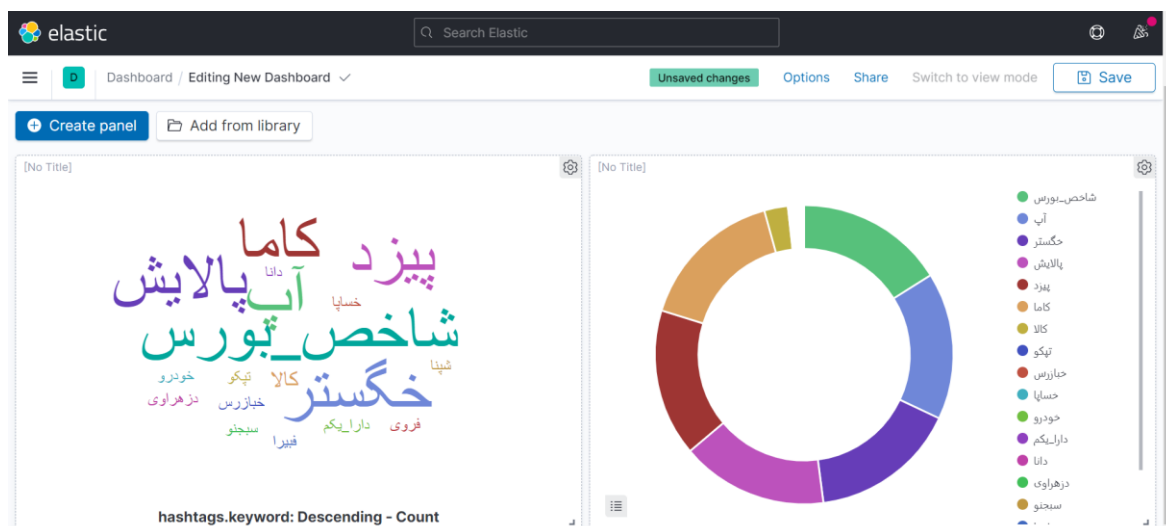 elastic
Search Elastic
D
Dashboard / Editing New Dashboard
Unsaved changes
Options
Share
Switch to view mode
Save
Create panel
Add from library
[No Title]
کاما
پیزد
دانا
آپ
پالایش
خساپا
شاخص_بورس
شپنا
خودرو
تپکو
کالا
خگستر
دزهراوی
خبازرس
سبجنو
دارا_یکم
فروی
فبیرا
hashtags.keyword: Descending - Count
[No Title]
شاخص_بورس
آپ
خگستر
پالایش
پیزد
کاما
کالا
تپکو
خبازرس
خساپا
خودرو
دارا_یکم
دانا
دزهراوی
سبجنو